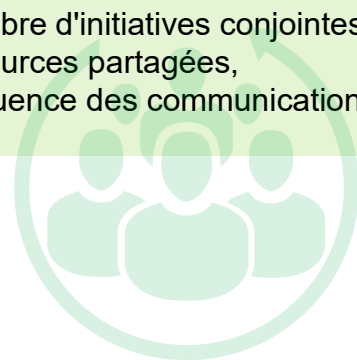 bre d'initiatives conjointes
urces partagées,
uence des communication